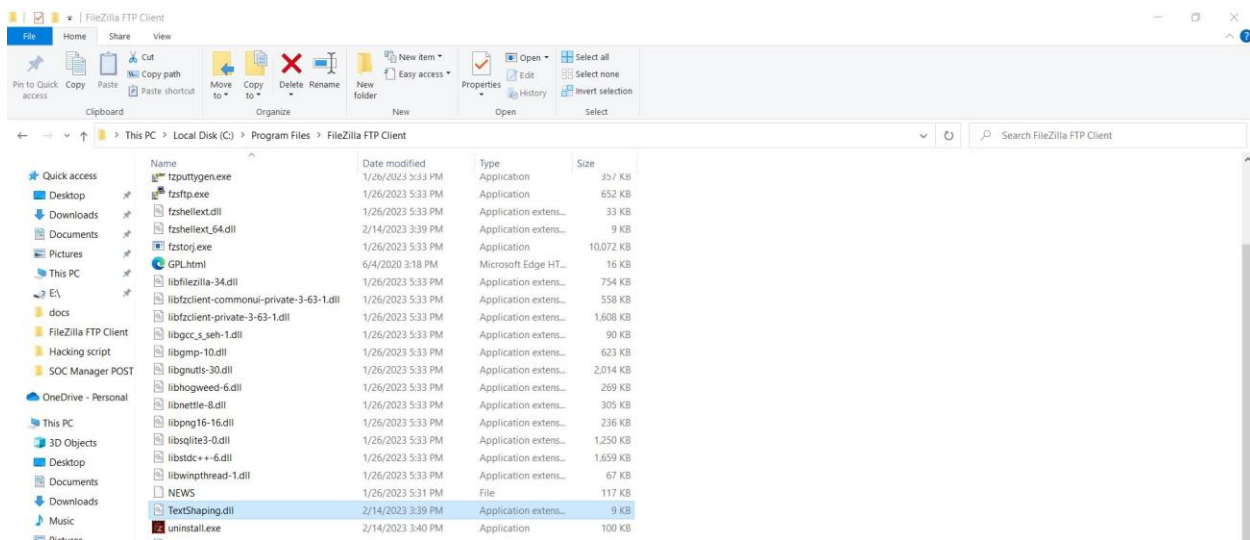 FileZilla FTP Client
File Home Share View
Pin to Quick access
Copy
Paste
Cut
Copy path
Paste shortcut
Clipboard
Move to
Copy to
Delete
Rename
Organize
New folder
New item
Easy access
New
Properties
Open
Edit
History
Open
Select all
Select none
Invert selection
Select
This PC > Local Disk (C:) > Program Files > FileZilla FTP Client
Search FileZilla FTP Client
Quick access
Desktop
Downloads
Documents
Pictures
This PC
E:\
docs
FileZilla FTP Client
Hacking script
SOC Manager POST
OneDrive - Personal
This PC
3D Objects
Desktop
Documents
Downloads
Music
Pictures
Name Date modified Type Size
fzputtygen.exe 1/26/2023 5:33 PM Application 357 KB
fzsftp.exe 1/26/2023 5:33 PM Application 652 KB
fzshellext.dll 1/26/2023 5:33 PM Application extens... 33 KB
fzshellext_64.dll 2/14/2023 3:39 PM Application extens... 9 KB
fzstorj.exe 1/26/2023 5:33 PM Application 10,072 KB
GPL.html 6/4/2020 3:18 PM Microsoft Edge HT... 16 KB
libfilezilla-34.dll 1/26/2023 5:33 PM Application extens... 754 KB
libfzclient-commonui-private-3-63-1.dll 1/26/2023 5:33 PM Application extens... 558 KB
libfzclient-private-3-63-1.dll 1/26/2023 5:33 PM Application extens... 1,608 KB
libgcc_s_seh-1.dll 1/26/2023 5:33 PM Application extens... 90 KB
libgmp-10.dll 1/26/2023 5:33 PM Application extens... 623 KB
libgnutls-30.dll 1/26/2023 5:33 PM Application extens... 2,014 KB
libhogweed-6.dll 1/26/2023 5:33 PM Application extens... 269 KB
libnettle-8.dll 1/26/2023 5:33 PM Application extens... 305 KB
libpng16-16.dll 1/26/2023 5:33 PM Application extens... 236 KB
libsqlite3-0.dll 1/26/2023 5:33 PM Application extens... 1,250 KB
libstdc++-6.dll 1/26/2023 5:33 PM Application extens... 1,659 KB
libwinpthread-1.dll 1/26/2023 5:33 PM Application extens... 67 KB
NEWS 1/26/2023 5:31 PM File 117 KB
TextShaping.dll 2/14/2023 3:39 PM Application extens... 9 KB
uninstall.exe 2/14/2023 3:40 PM Application 100 KB